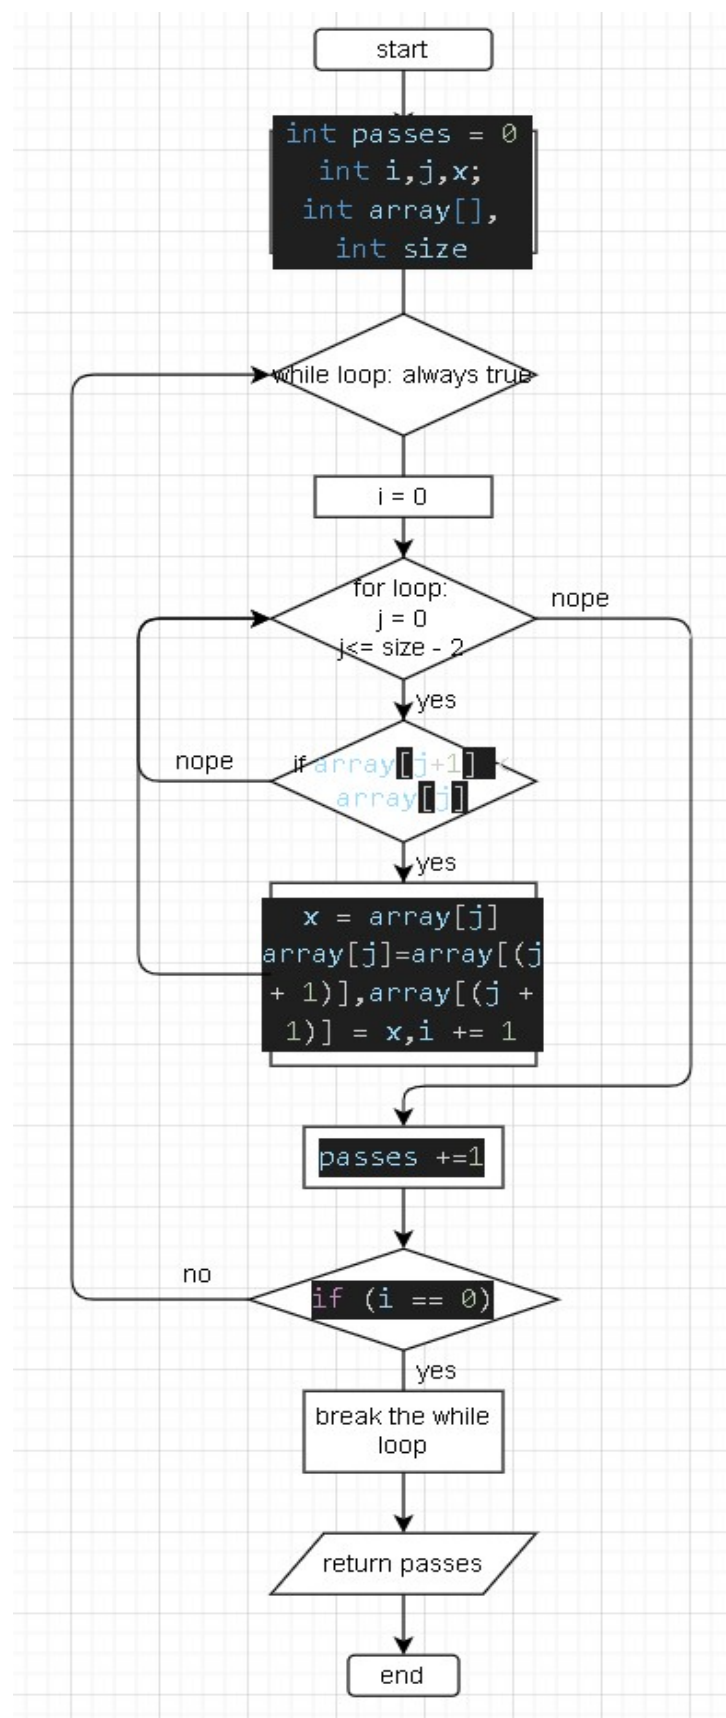 start
int passes = 0
int i,j,x;
int array[],
int size
while loop: always true
i = 0
for loop:
j = 0
j<= size - 2
nope
yes
if array[j+1] <
array[j]
nope
yes
x = array[j]
array[j]=array[(j
+ 1)],array[(j +
1)] = x,i += 1
passes +=1
if (i == 0)
no
yes
break the while
loop
return passes
end